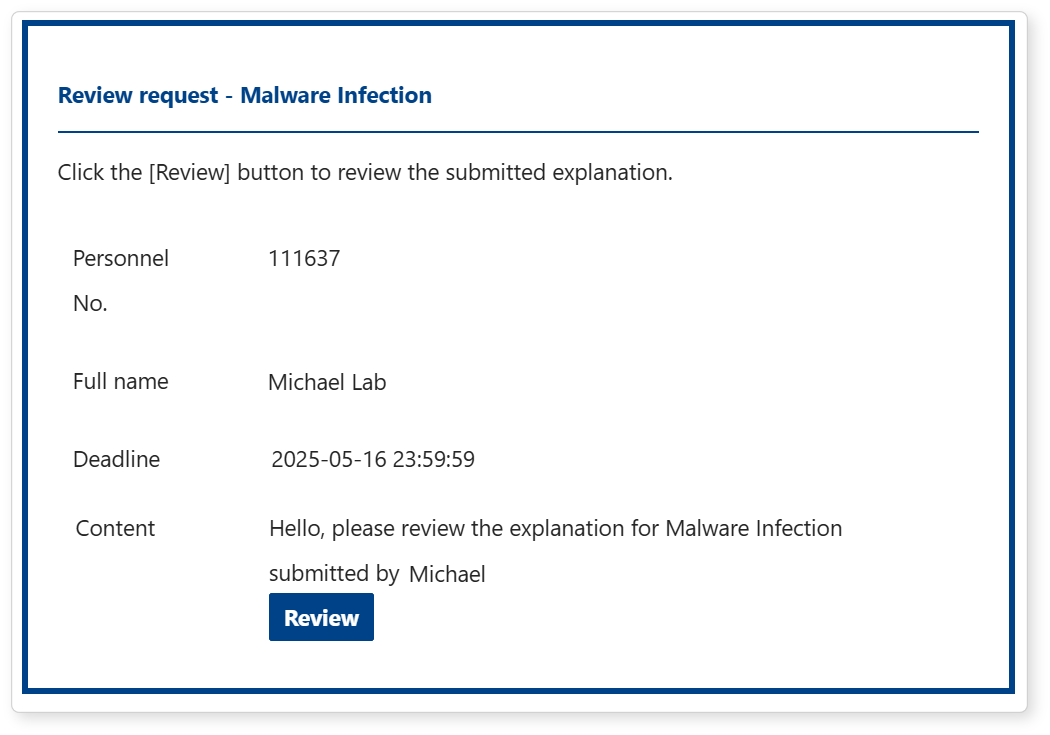 Review request - Malware Infection
Click the [Review] button to review the submitted explanation.
Personnel 111637
No.
Full name Michael Lab
Deadline 2025-05-16 23:59:59
Content Hello, please review the explanation for Malware Infection
submitted by Michael
Review